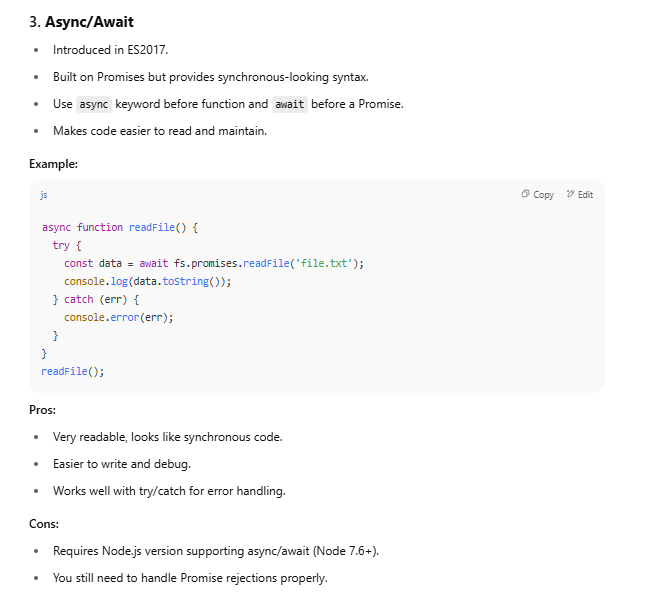 3. Async/Await
• Introduced in ES2017.
• Built on Promises but provides synchronous-looking syntax.
• Use async keyword before function and await before a Promise.
• Makes code easier to read and maintain.
Example:
js Copy Edit
async function readFile() {
  try {
    const data = await fs.promises.readFile('file.txt');
    console.log(data.toString());
  } catch (err) {
    console.error(err);
  }
}
readFile();
Pros:
• Very readable, looks like synchronous code.
• Easier to write and debug.
• Works well with try/catch for error handling.
Cons:
• Requires Node.js version supporting async/await (Node 7.6+).
• You still need to handle Promise rejections properly.